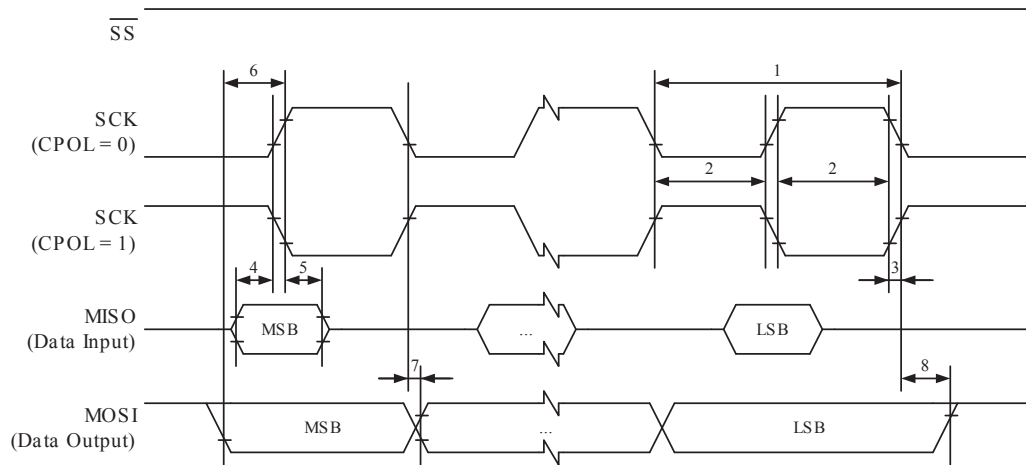 SS
6
1
SCK
(CPOL = 0)
2
2
SCK
(CPOL = 1)
4
5
3
MISO
(Data Input)
MSB
...
LSB
7
8
MOSI
(Data Output)
MSB
...
LSB